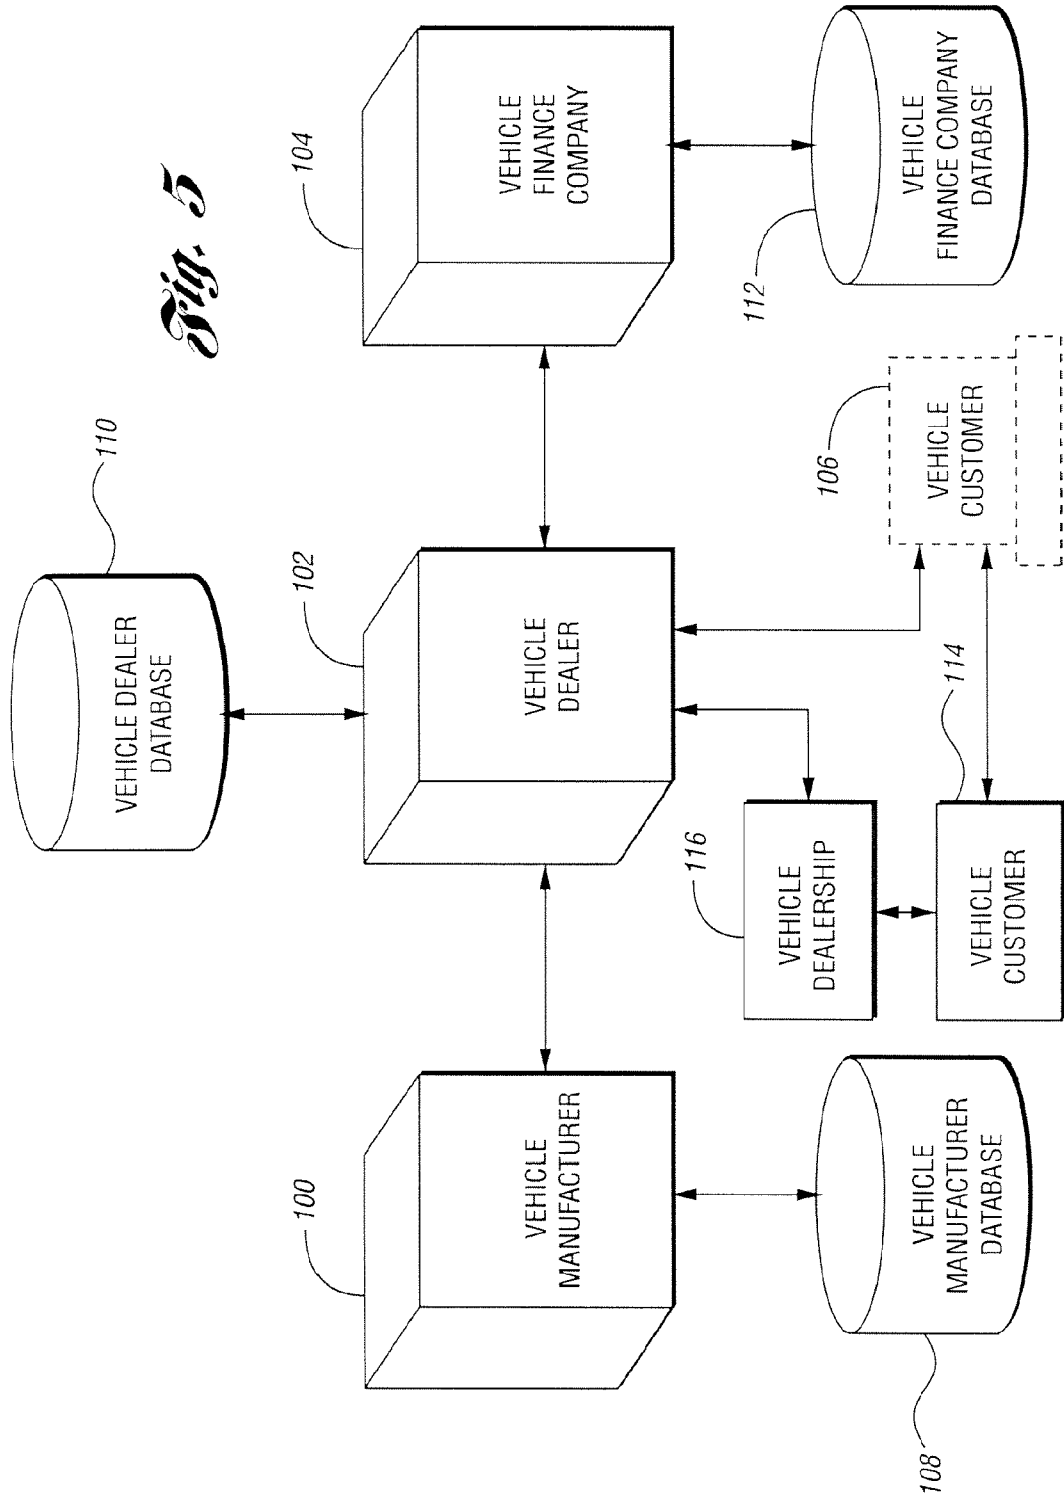 Fig. 5
110
VEHICLE DEALER
DATABASE
100
VEHICLE
MANUFACTURER
102
VEHICLE
DEALER
104
VEHICLE
FINANCE
COMPANY
116
VEHICLE
DEALERSHIP
108
VEHICLE
MANUFACTURER
DATABASE
114
VEHICLE
CUSTOMER
106
VEHICLE
CUSTOMER
112
VEHICLE
FINANCE COMPANY
DATABASE